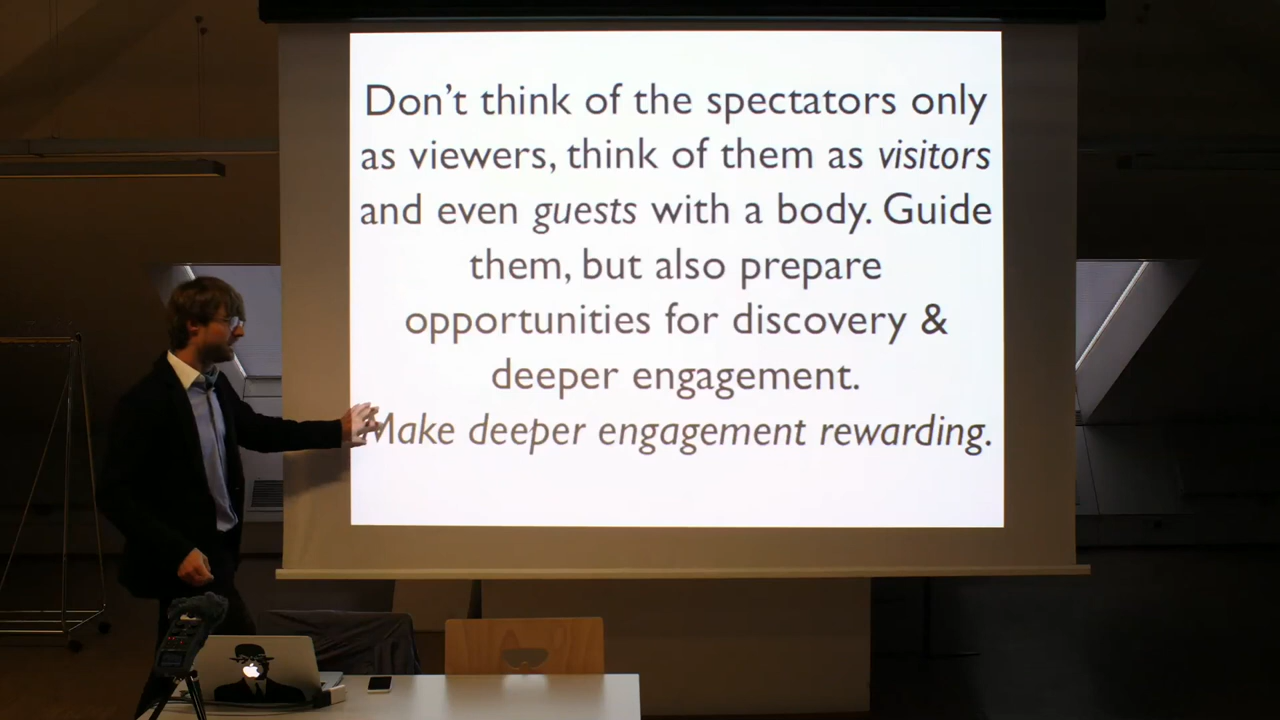 Don't think of the spectators only
as viewers, think of them as visitors
and even guests with a body. Guide
them, but also prepare
opportunities for discovery &
deeper engagement.
Make deeper engagement rewarding.